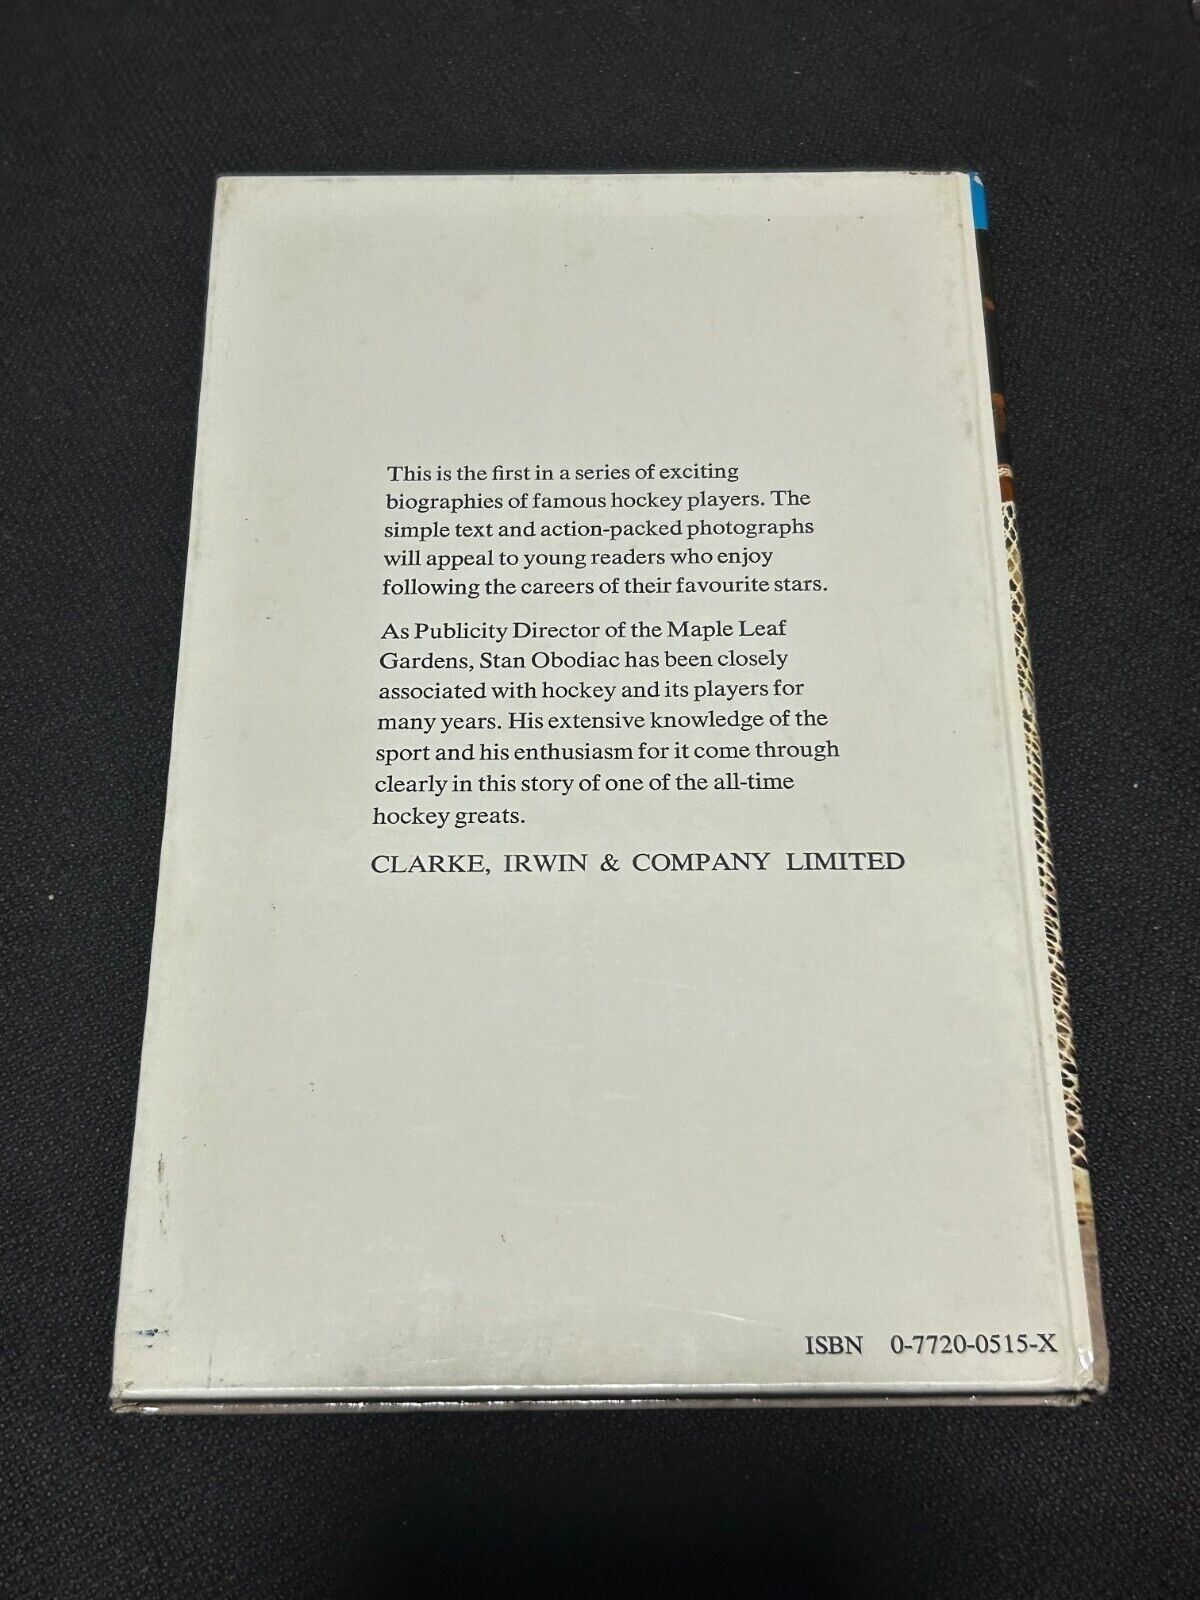 This is the first in a series of exciting
biographies of famous hockey players. The
simple text and action-packed photographs
will appeal to young readers who enjoy
following the careers of their favourite stars.
As Publicity Director of the Maple Leaf
Gardens, Stan Obodiac has been closely
associated with hockey and its players for
many years. His extensive knowledge of the
sport and his enthusiasm for it come through
clearly in this story of one of the all-time
hockey greats.
CLARKE, IRWIN & COMPANY LIMITED
ISBN 0-7720-0515-X